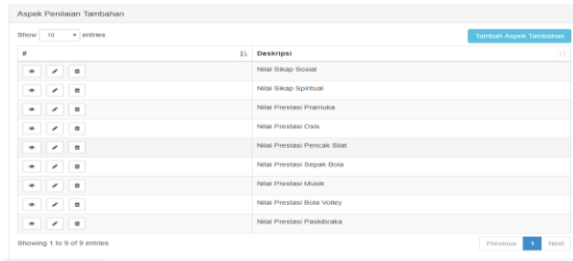 Aspek Penilaian Tambahan
Show 10 entries
Tambah Aspek Tambahan
# Deskripsi
Nilai Sikap Sosial
Nilai Sikap Spiritual
Nilai Prestasi Pramuka
Nilai Prestasi Osis
Nilai Prestasi Pencak Silat
Nilai Prestasi Sepak Bola
Nilai Prestasi Musik
Nilai Prestasi Bola Volley
Nilai Prestasi Paskibraka
Showing 1 to 9 of 9 entries
Previous 1 Next